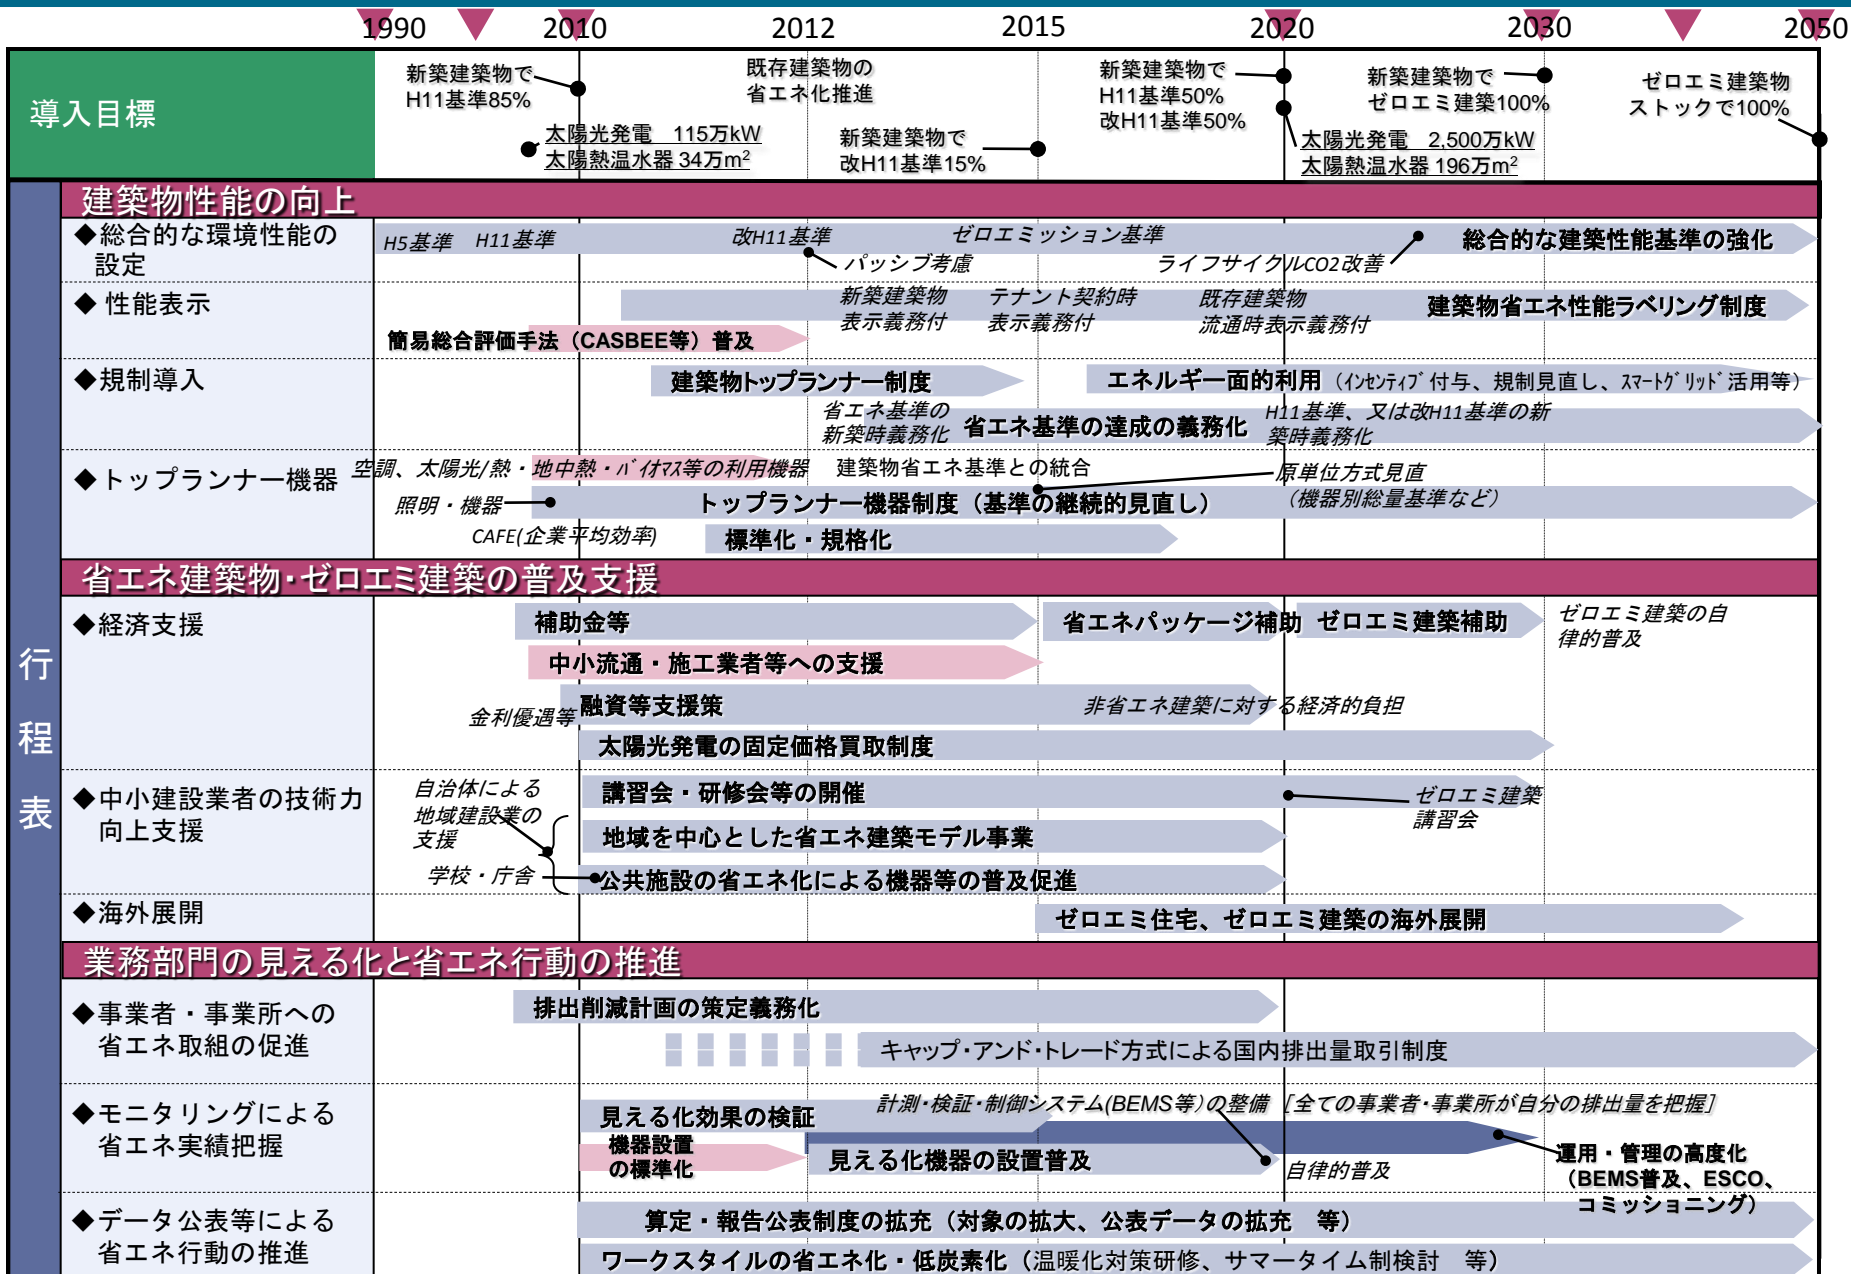 1990 2010 2012 2015 2020 2030 2050
導入目標
新築建築物で
H11基準85%
太陽光発電　115万kW
太陽熱温水器 34万m²
既存建築物の
省エネ化推進
新築建築物で
改H11基準15%
新築建築物で
H11基準50%
改H11基準50%
太陽光発電　2,500万kW
太陽熱温水器 196万m²
新築建築物で
ゼロエミ建築100%
ゼロエミ建築物
ストックで100%
行程表
建築物性能の向上
◆総合的な環境性能の
設定
H5基準 H11基準 改H11基準 ゼロエミッション基準 総合的な建築性能基準の強化
パッシブ考慮 ライフサイクルCO2改善
◆ 性能表示
新築建築物
表示義務付
テナント契約時
表示義務付
既存建築物
流通時表示義務付
建築物省エネ性能ラベリング制度
簡易総合評価手法（CASBEE等）普及
◆規制導入
建築物トップランナー制度
エネルギー面的利用（インセンティブ付与、規制見直し、スマートグリッド活用等）
省エネ基準の
新築時義務化
省エネ基準の達成の義務化
H11基準、又は改H11基準の新
築時義務化
◆トップランナー機器
空調、太陽光/熱・地中熱・バイオマス等の利用機器
建築物省エネ基準との統合
原単位方式見直
（機器別総量基準など）
照明・機器
トップランナー機器制度（基準の継続的見直し）
CAFE(企業平均効率)
標準化・規格化
省エネ建築物・ゼロエミ建築の普及支援
◆経済支援
補助金等
省エネパッケージ補助
ゼロエミ建築補助
ゼロエミ建築の自
律的普及
中小流通・施工業者等への支援
金利優遇等
融資等支援策
非省エネ建築に対する経済的負担
太陽光発電の固定価格買取制度
◆中小建設業者の技術力
向上支援
自治体による
地域建設業の
支援
学校・庁舎
講習会・研修会等の開催
ゼロエミ建築
講習会
地域を中心とした省エネ建築モデル事業
公共施設の省エネ化による機器等の普及促進
◆海外展開
ゼロエミ住宅、ゼロエミ建築の海外展開
業務部門の見える化と省エネ行動の推進
◆事業者・事業所への
省エネ取組の促進
排出削減計画の策定義務化
キャップ・アンド・トレード方式による国内排出量取引制度
◆モニタリングによる
省エネ実績把握
見える化効果の検証
計測・検証・制御システム(BEMS等)の整備［全ての事業者・事業所が自分の排出量を把握］
機器設置
の標準化
見える化機器の設置普及
自律的普及
運用・管理の高度化
（BEMS普及、ESCO、
コミッショニング）
◆データ公表等による
省エネ行動の推進
算定・報告公表制度の拡充（対象の拡大、公表データの拡充　等）
ワークスタイルの省エネ化・低炭素化（温暖化対策研修、サマータイム制検討　等）